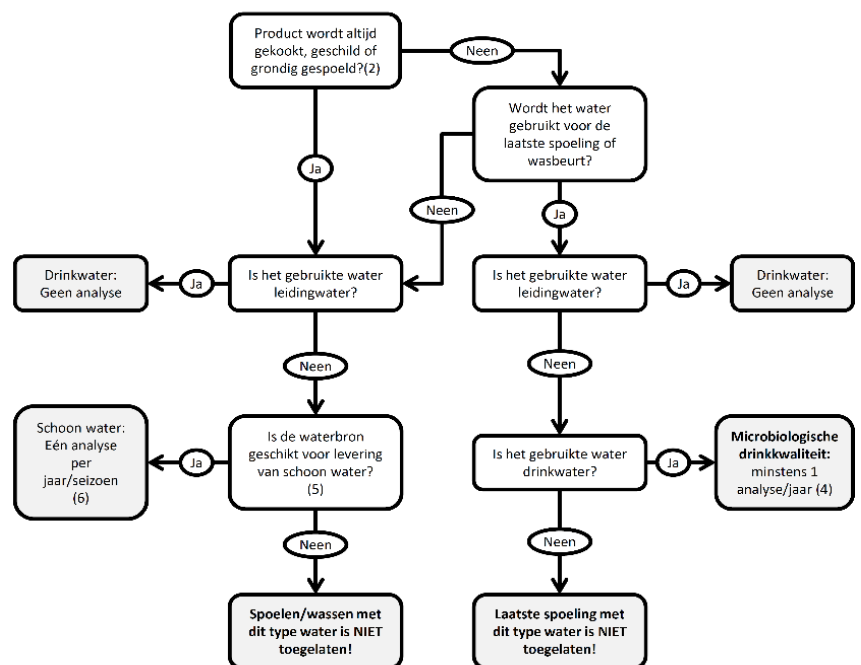 Product wordt altijd
gekookt, geschild of
grondig gespoeld?(2)
Neen
Wordt het water
gebruikt voor de
laatste spoeling of
wasbeurt?
Ja
Neen
Ja
Drinkwater:
Geen analyse
Ja
Is het gebruikte water
leidingwater?
Is het gebruikte water
leidingwater?
Ja
Drinkwater:
Geen analyse
Neen
Neen
Schoon water:
Eén analyse
per
jaar/seizoen
(6)
Ja
Is de waterbron
geschikt voor levering
van schoon water?
(5)
Is het gebruikte water
drinkwater?
Ja
Microbiologische
drinkkwaliteit:
minstens 1
analyse/jaar (4)
Neen
Neen
Spoelen/wassen met
dit type water is NIET
toegelaten!
Laatste spoeling met
dit type water is NIET
toegelaten!